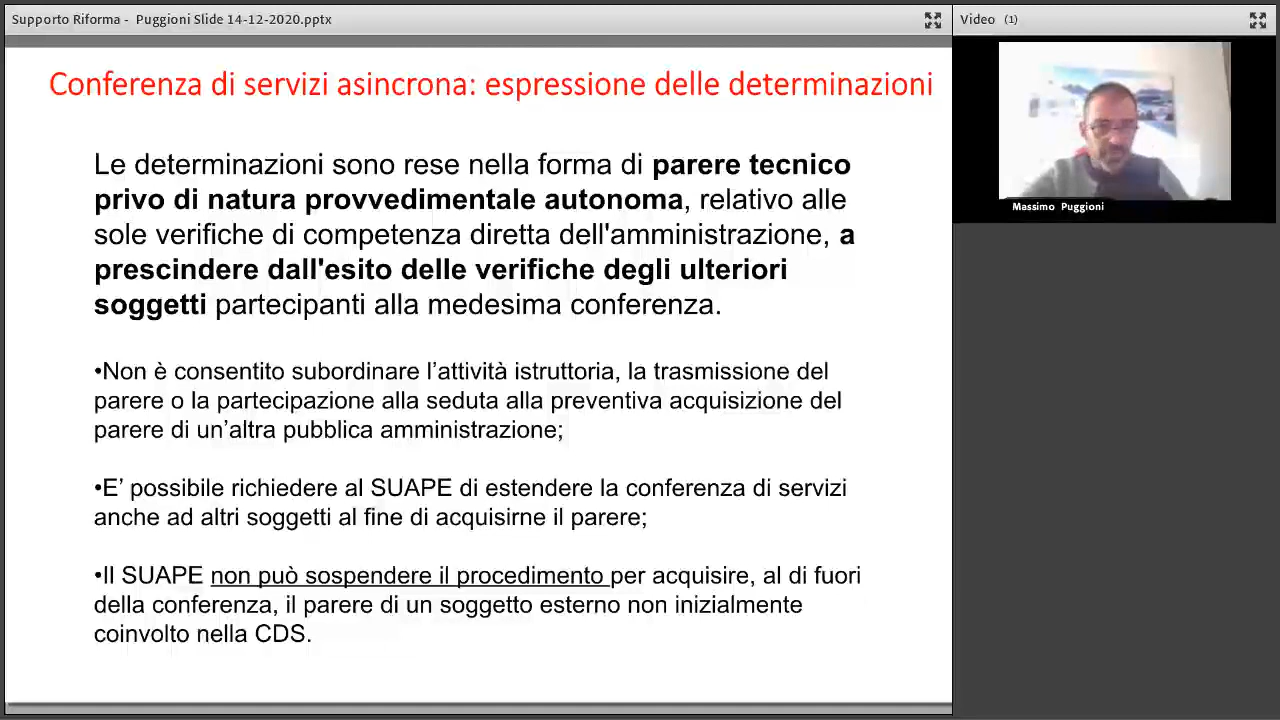 Supporto Riforma - Puggioni Slide 14-12-2020.pptx
Video (1)
Massimo Puggioni
Conferenza di servizi asincrona: espressione delle determinazioni
Le determinazioni sono rese nella forma di parere tecnico
privo di natura provvedimentale autonoma, relativo alle
sole verifiche di competenza diretta dell'amministrazione, a
prescindere dall'esito delle verifiche degli ulteriori
soggetti partecipanti alla medesima conferenza.
•Non è consentito subordinare l’attività istruttoria, la trasmissione del
parere o la partecipazione alla seduta alla preventiva acquisizione del
parere di un’altra pubblica amministrazione;
•E’ possibile richiedere al SUAPE di estendere la conferenza di servizi
anche ad altri soggetti al fine di acquisirne il parere;
•Il SUAPE non può sospendere il procedimento per acquisire, al di fuori
della conferenza, il parere di un soggetto esterno non inizialmente
coinvolto nella CDS.